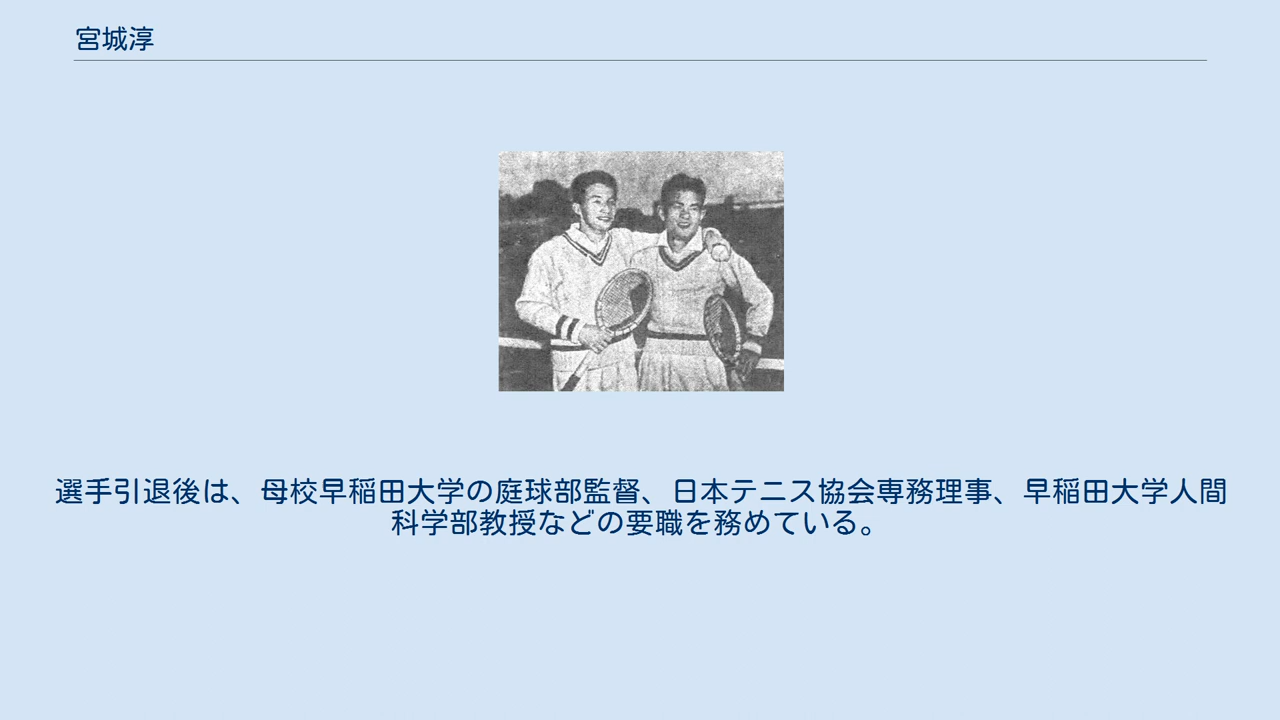 宮城淳
選手引退後は、母校早稲田大学の庭球部監督、日本テニス協会専務理事、早稲田大学人間
科学部教授などの要職を務めている。